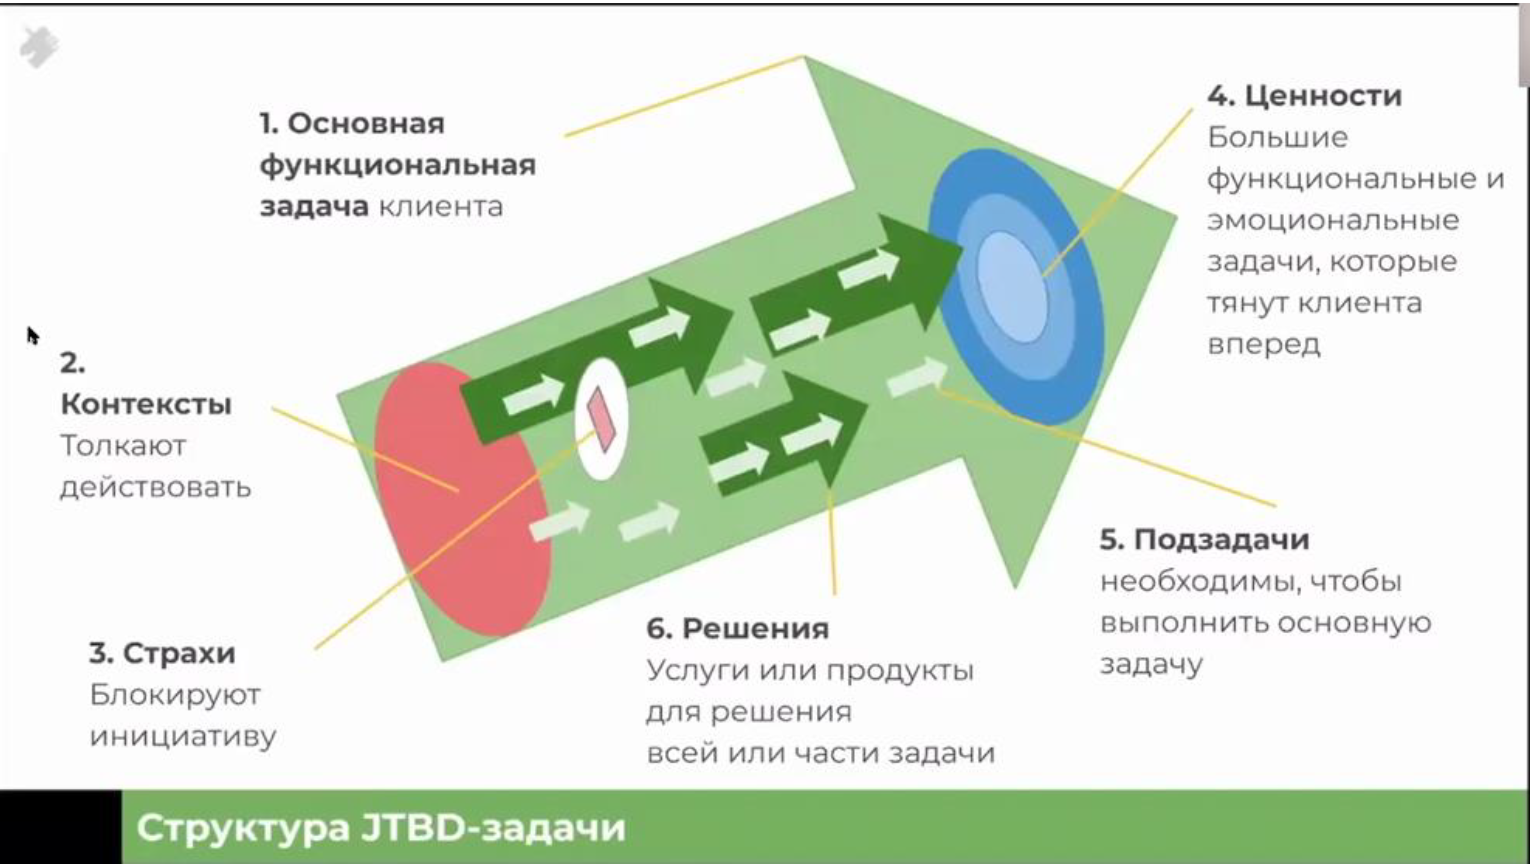 1. Основная
функциональная
задача клиента
2.
Контексты
Толкают
действовать
3. Страхи
Блокируют
инициативу
4. Ценности
Большие
функциональные и
эмоциональные
задачи, которые
тянут клиента
вперед
5. Подзадачи
необходимы, чтобы
выполнить основную
задачу
6. Решения
Услуги или продукты
для решения
всей или части задачи
Структура JTBD-задачи